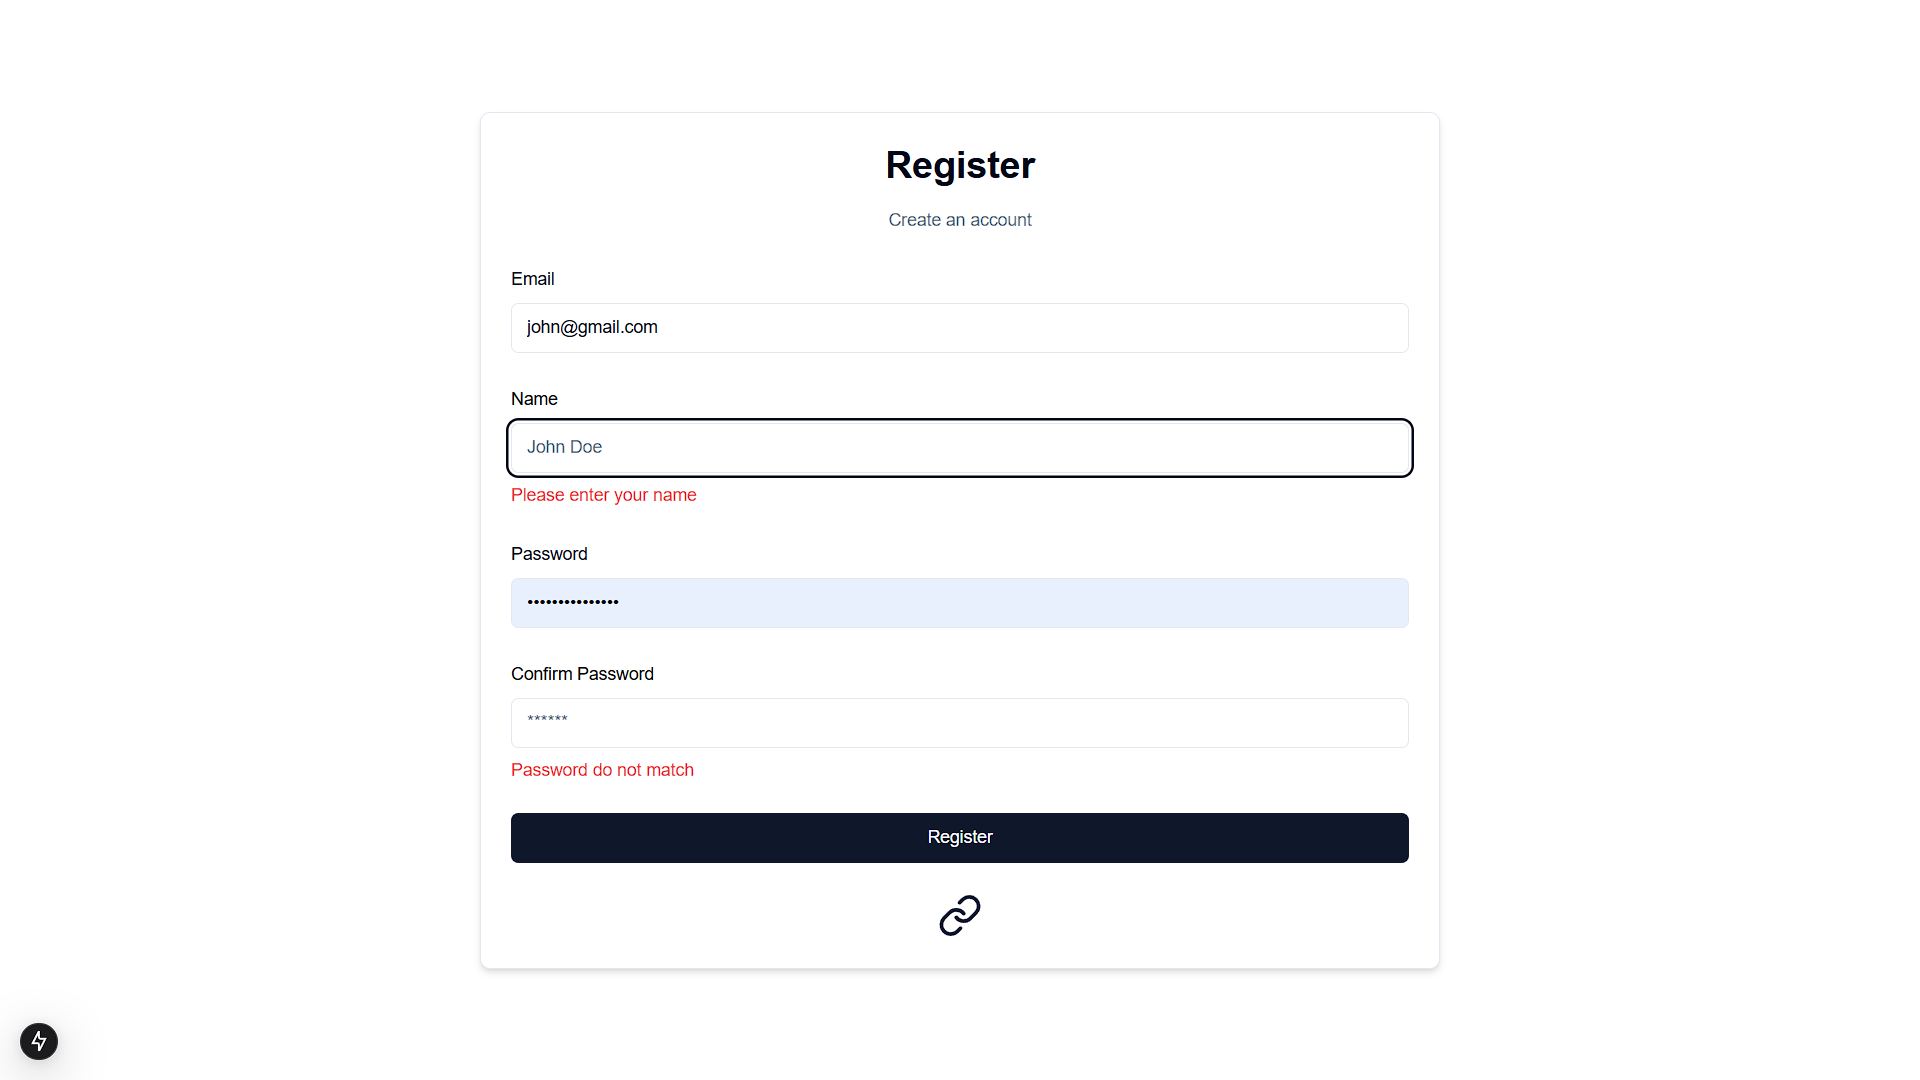 Register
Create an account
Email
john@gmail.com
Name
John Doe
Please enter your name
Password
•••••••••••••••
Confirm Password
******
Password do not match
Register